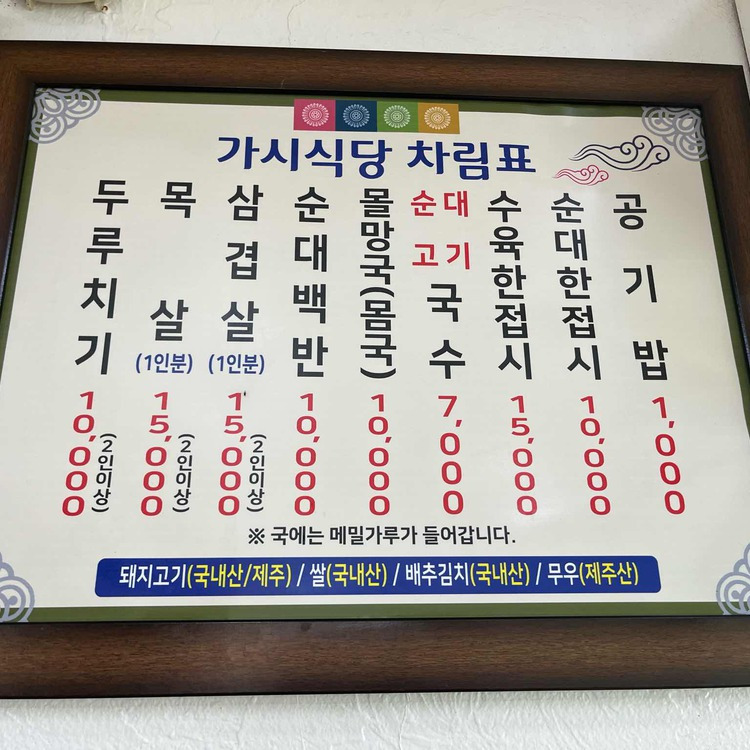 가시식당 차림표
두루치기 10,000 (2인이상)
목살 (1인분) 15,000 (2인이상)
삼겹살 (1인분) 15,000 (2인이상)
순대백반 10,000
몰망국(몸국) 10,000
순대 고기 국수 7,000
수육한접시 15,000
순대한접시 10,000
공기밥 1,000
※ 국에는 메밀가루가 들어갑니다.
돼지고기(국내산/제주) / 쌀(국내산) / 배추김치(국내산) / 무우(제주산)